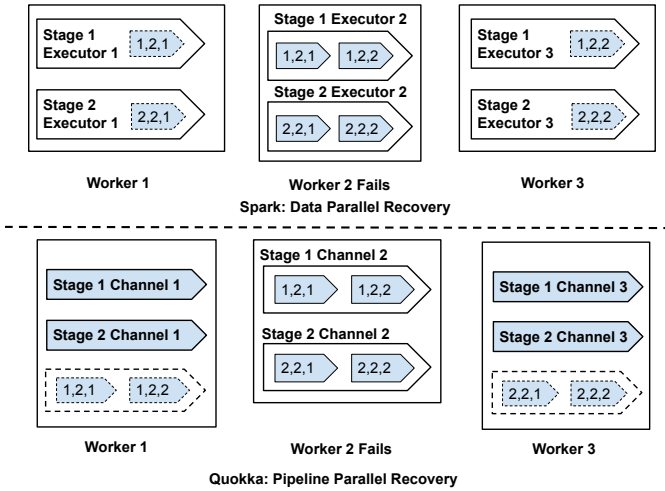 Stage 1
Executor 1
1,2,1
Stage 2
Executor 1
2,2,1
Worker 1
Stage 1 Executor 2
1,2,1
1,2,2
Stage 2 Executor 2
2,2,1
2,2,2
Worker 2 Fails
Stage 1
Executor 3
1,2,2
Stage 2
Executor 3
2,2,2
Worker 3
Spark: Data Parallel Recovery
Stage 1 Channel 1
Stage 2 Channel 1
1,2,1
1,2,2
Worker 1
Stage 1 Channel 2
1,2,1
1,2,2
Stage 2 Channel 2
2,2,1
2,2,2
Worker 2 Fails
Stage 1 Channel 3
Stage 2 Channel 3
2,2,1
2,2,2
Worker 3
Quokka: Pipeline Parallel Recovery